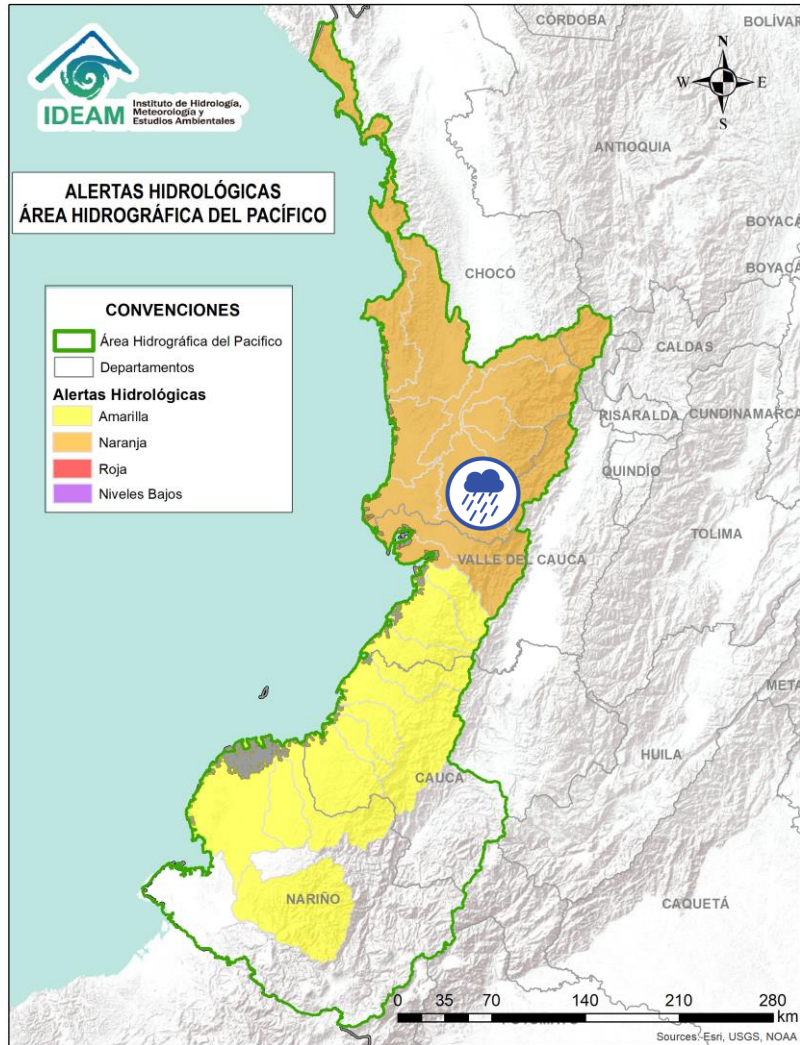 CÓRDOBA
BOLÍVAR
IDEAM
Instituto de Hidrología,
Meteorología y
Estudios Ambientales
N
W
E
S
ANTIOQUIA
ALERTAS HIDROLÓGICAS
ÁREA HIDROGRÁFICA DEL PACÍFICO
BOYACÁ
BOYACÁ
CHOCÓ
CONVENCIONES
Área Hidrográfica del Pacifico
Departamentos
Alertas Hidrológicas
Amarilla
Naranja
Roja
Niveles Bajos
CALDAS
RISARALDA
CUNDINAMARCA
QUINDÍO
TOLIMA
VALLE DEL CAUCA
META
HUILA
CAUCA
NARIÑO
CAQUETÁ
0 35 70 140 210 280
km
Sources: Esri, USGS, NOAA